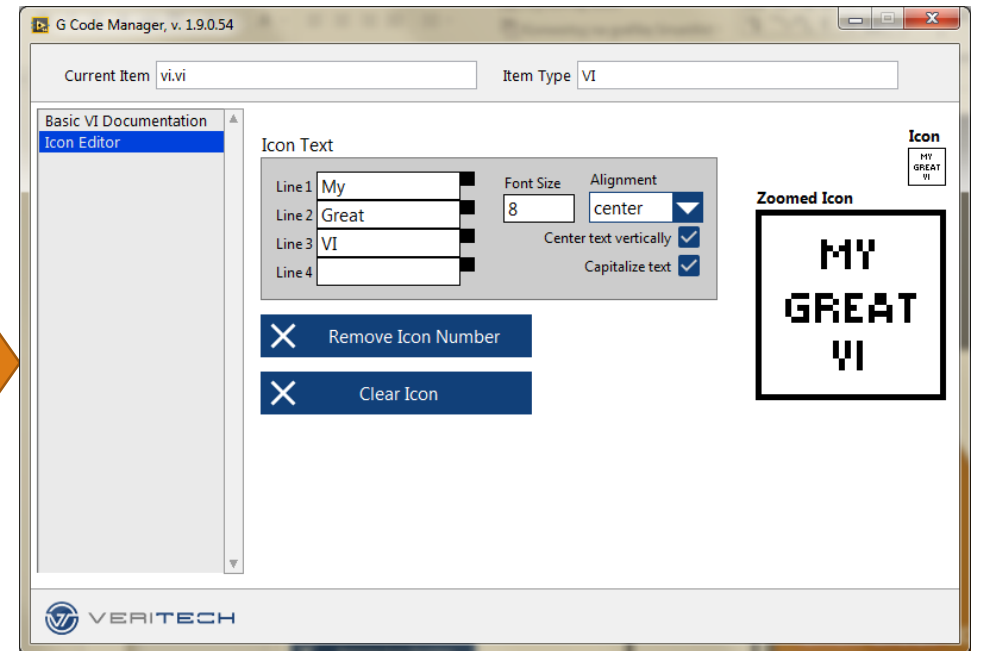 G Code Manager, v. 1.9.0.54
Current Item vi.vi Item Type VI
Basic VI Documentation
Icon Editor
Icon Text
Line 1 My
Line 2 Great
Line 3 VI
Line 4
Font Size
8
Alignment
center
Center text vertically
Capitalize text
Remove Icon Number
Clear Icon
Icon
MY
GREAT
VI
Zoomed Icon
MY
GREAT
VI
VERITECH